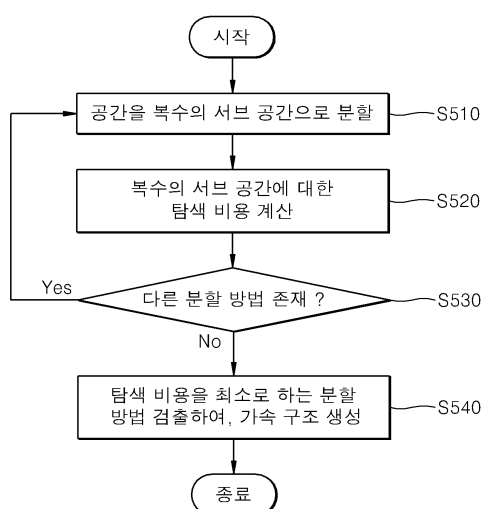 시작
공간을 복수의 서브 공간으로 분할
S510
복수의 서브 공간에 대한
탐색 비용 계산
S520
Yes
다른 분할 방법 존재 ?
S530
No
탐색 비용을 최소로 하는 분할
방법 검출하여, 가속 구조 생성
S540
종료